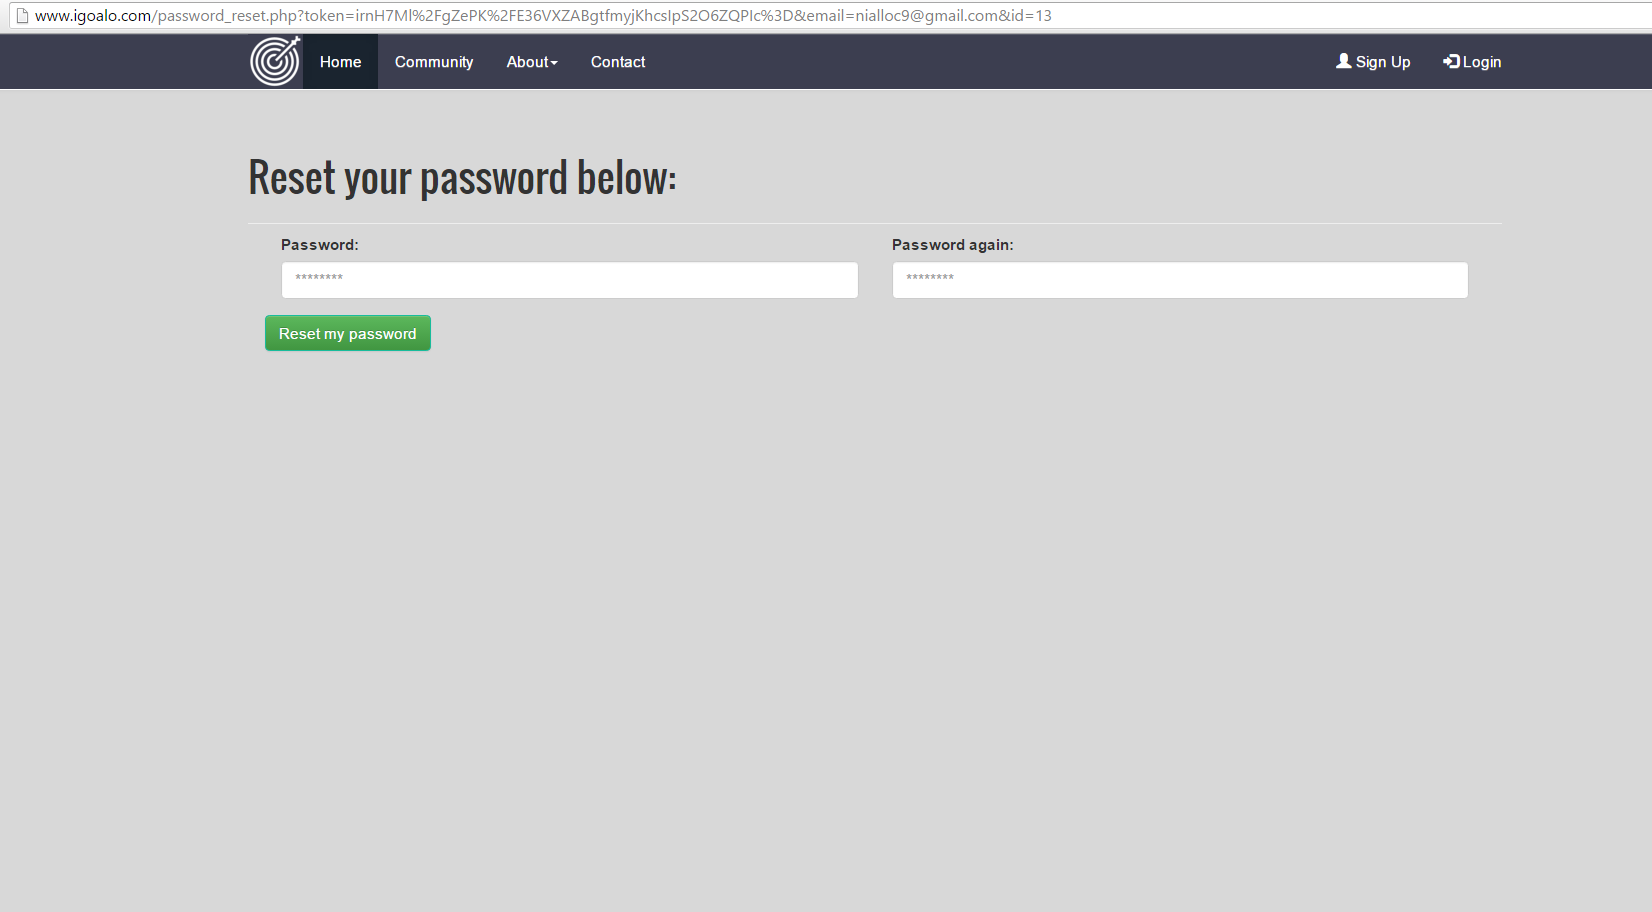 www.igoalo.com/password_reset.php?token=irnH7Ml%2FgZePK%2FE36VXZABgtfmyjKhcsIpS2O6ZQPIc%3D&email=nialloc9@gmail.com&id=13
Home Community About Contact Sign Up Login
Reset your password below:
Password: Password again:
******** ********
Reset my password